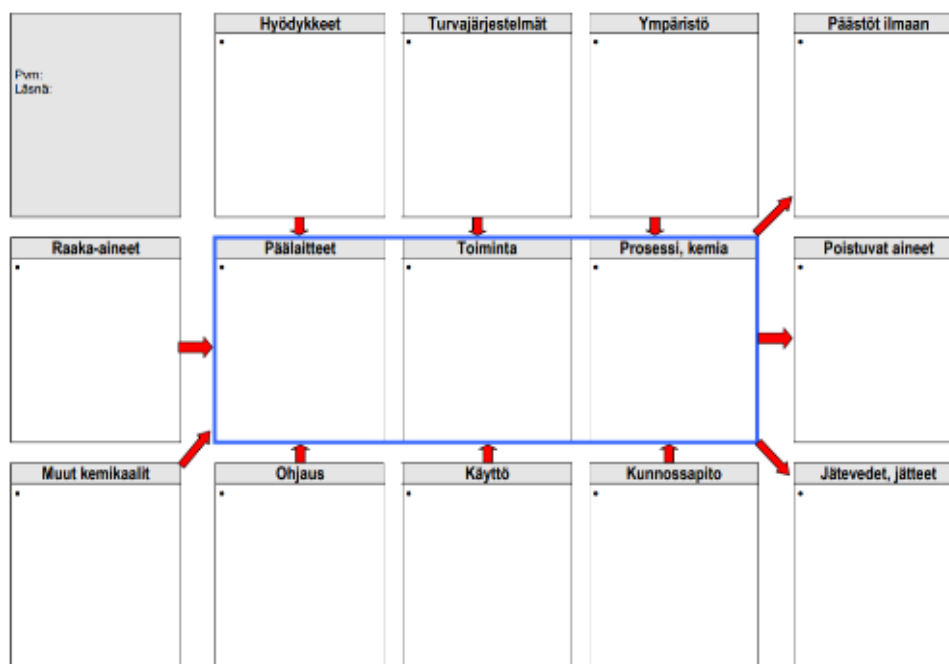 Hyödykkeet
Turvajärjestelmät
Ympäristö
Päästöt ilmaan
Pvm:
Läsnä:
Raaka-aineet
Päälaitteet
Toiminta
Prosessi, kemia
Poistuvat aineet
Muut kemikaalit
Ohjaus
Käyttö
Kunnossapito
Jätevedet, jätteet